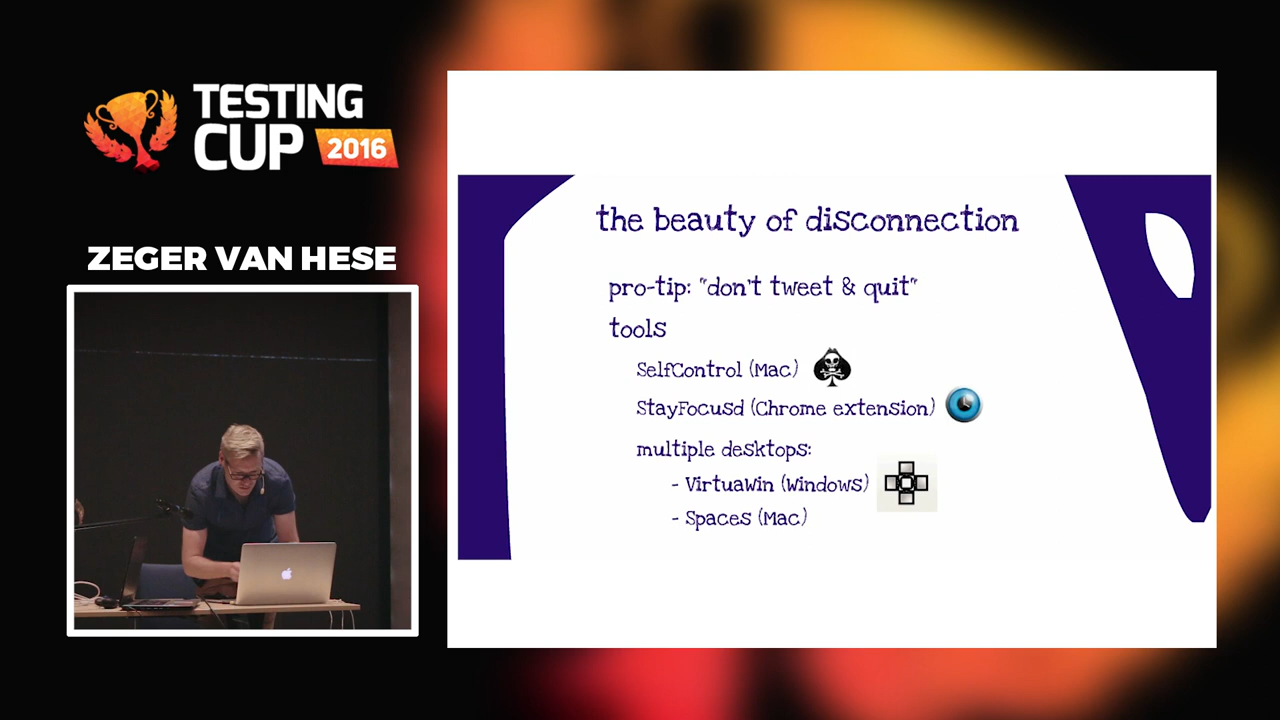 TESTING
CUP 2016
ZEGER VAN HESE
the beauty of disconnection
pro-tip: "don't tweet & quit"
tools
SelfControl (Mac)
StayFocusd (Chrome extension)
multiple desktops:
- VirtuaWin (Windows)
- Spaces (Mac)